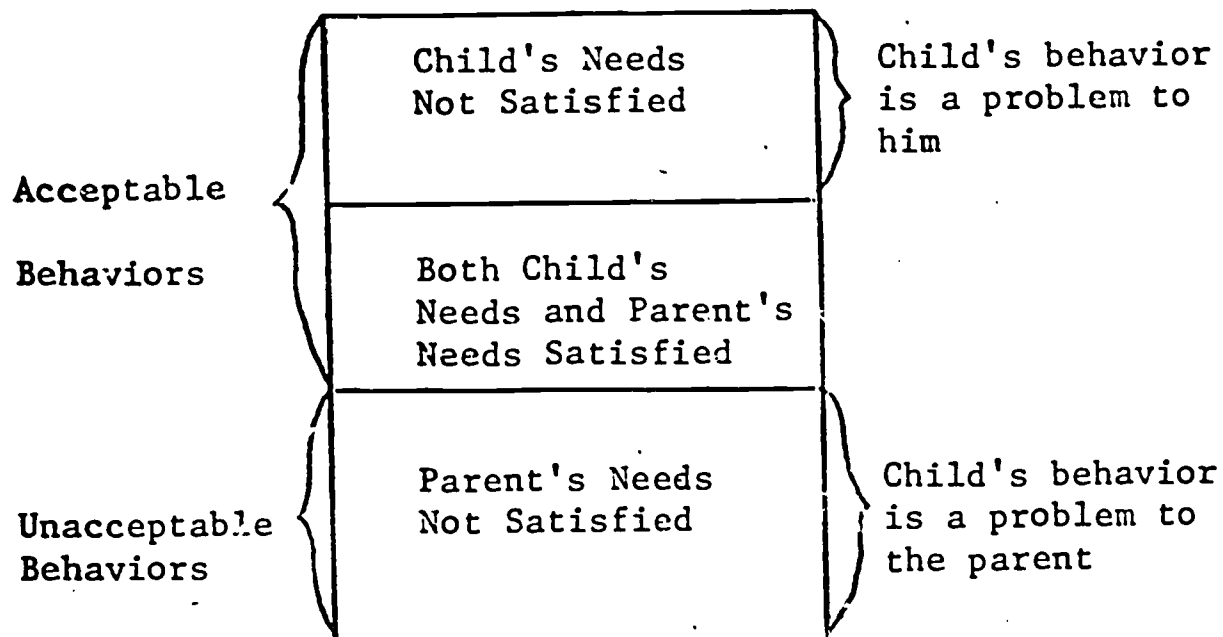 Child's Needs
Not Satisfied
Child's behavior
is a problem to
him
Acceptable
Behaviors
Both Child's
Needs and Parent's
Needs Satisfied
Parent's Needs
Not Satisfied
Unacceptable
Behaviors
Child's behavior
is a problem to
the parent